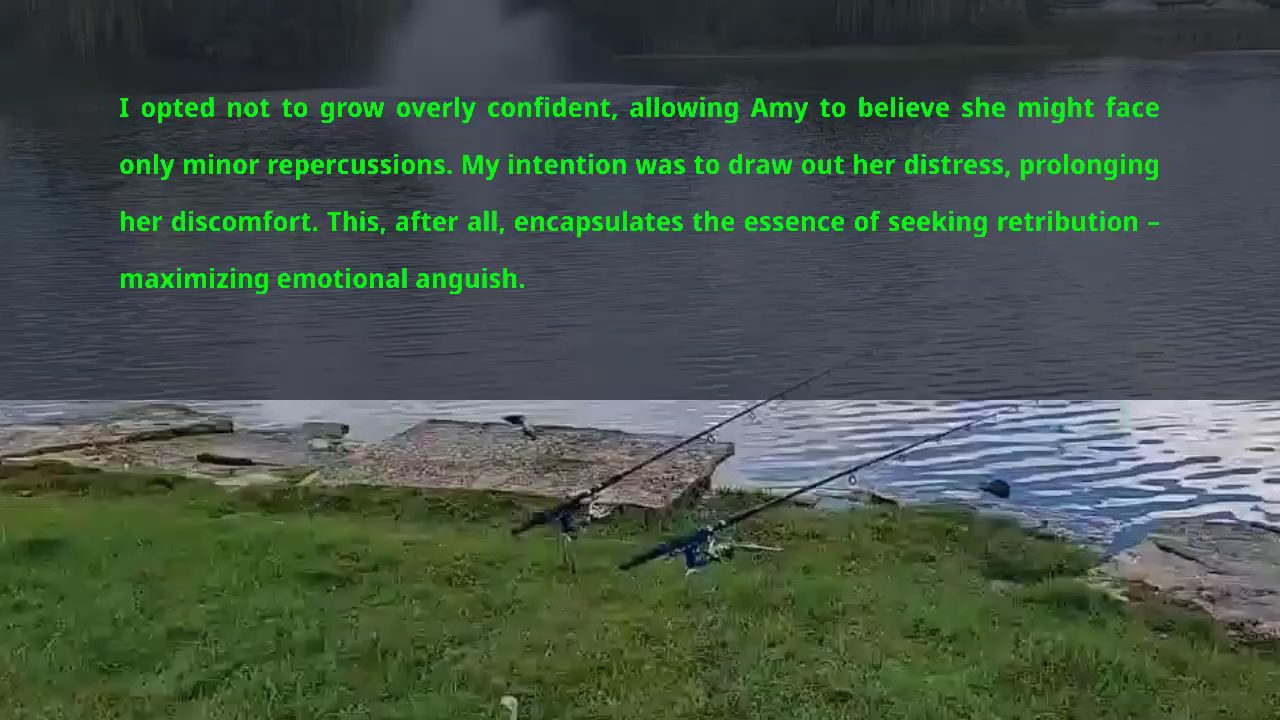 I opted not to grow overly confident, allowing Amy to believe she might face
only minor repercussions. My intention was to draw out her distress, prolonging
her discomfort. This, after all, encapsulates the essence of seeking retribution –
maximizing emotional anguish.